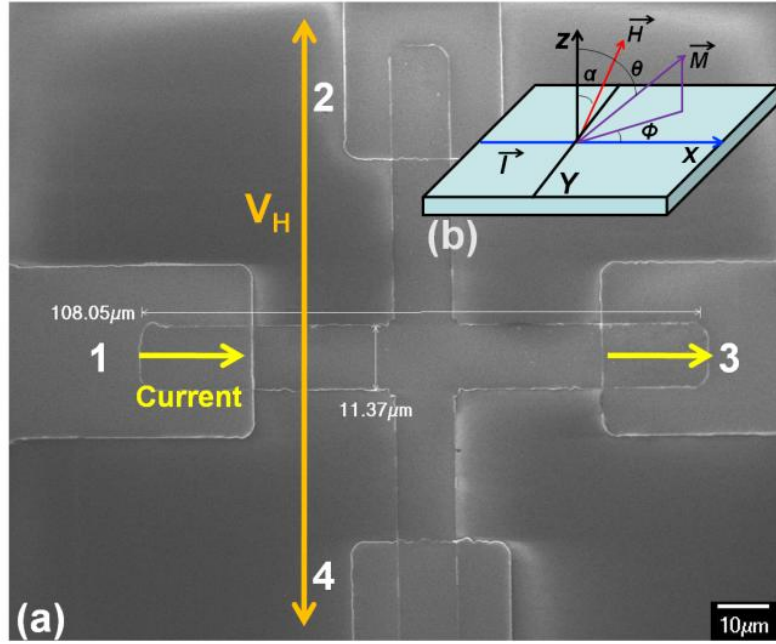 2
V_H
z
α
H
θ
M
I
ϕ
x
Y
(b)
108.05µm
1
Current
11.37µm
3
4
(a)
10µm